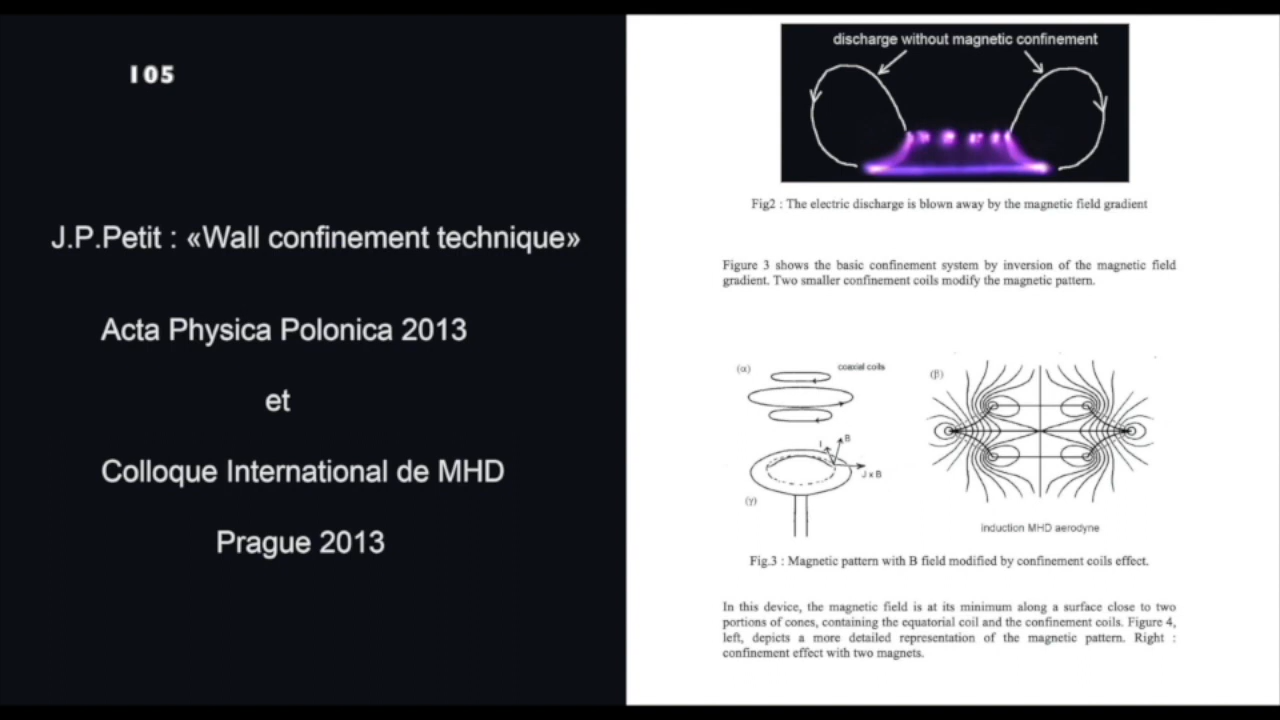 105
J.P.Petit : «Wall confinement technique»
Acta Physica Polonica 2013
et
Colloque International de MHD
Prague 2013
discharge without magnetic confinement
Fig2 : The electric discharge is blown away by the magnetic field gradient
Figure 3 shows the basic confinement system by inversion of the magnetic field
gradient. Two smaller confinement coils modify the magnetic pattern.
(α)
coaxial coils
(β)
I
B
J x B
(γ)
induction MHD aerodyne
Fig.3 : Magnetic pattern with B field modified by confinement coils effect.
In this device, the magnetic field is at its minimum along a surface close to two
portions of cones, containing the equatorial coil and the confinement coils. Figure 4,
left, depicts a more detailed representation of the magnetic pattern. Right :
confinement effect with two magnets.